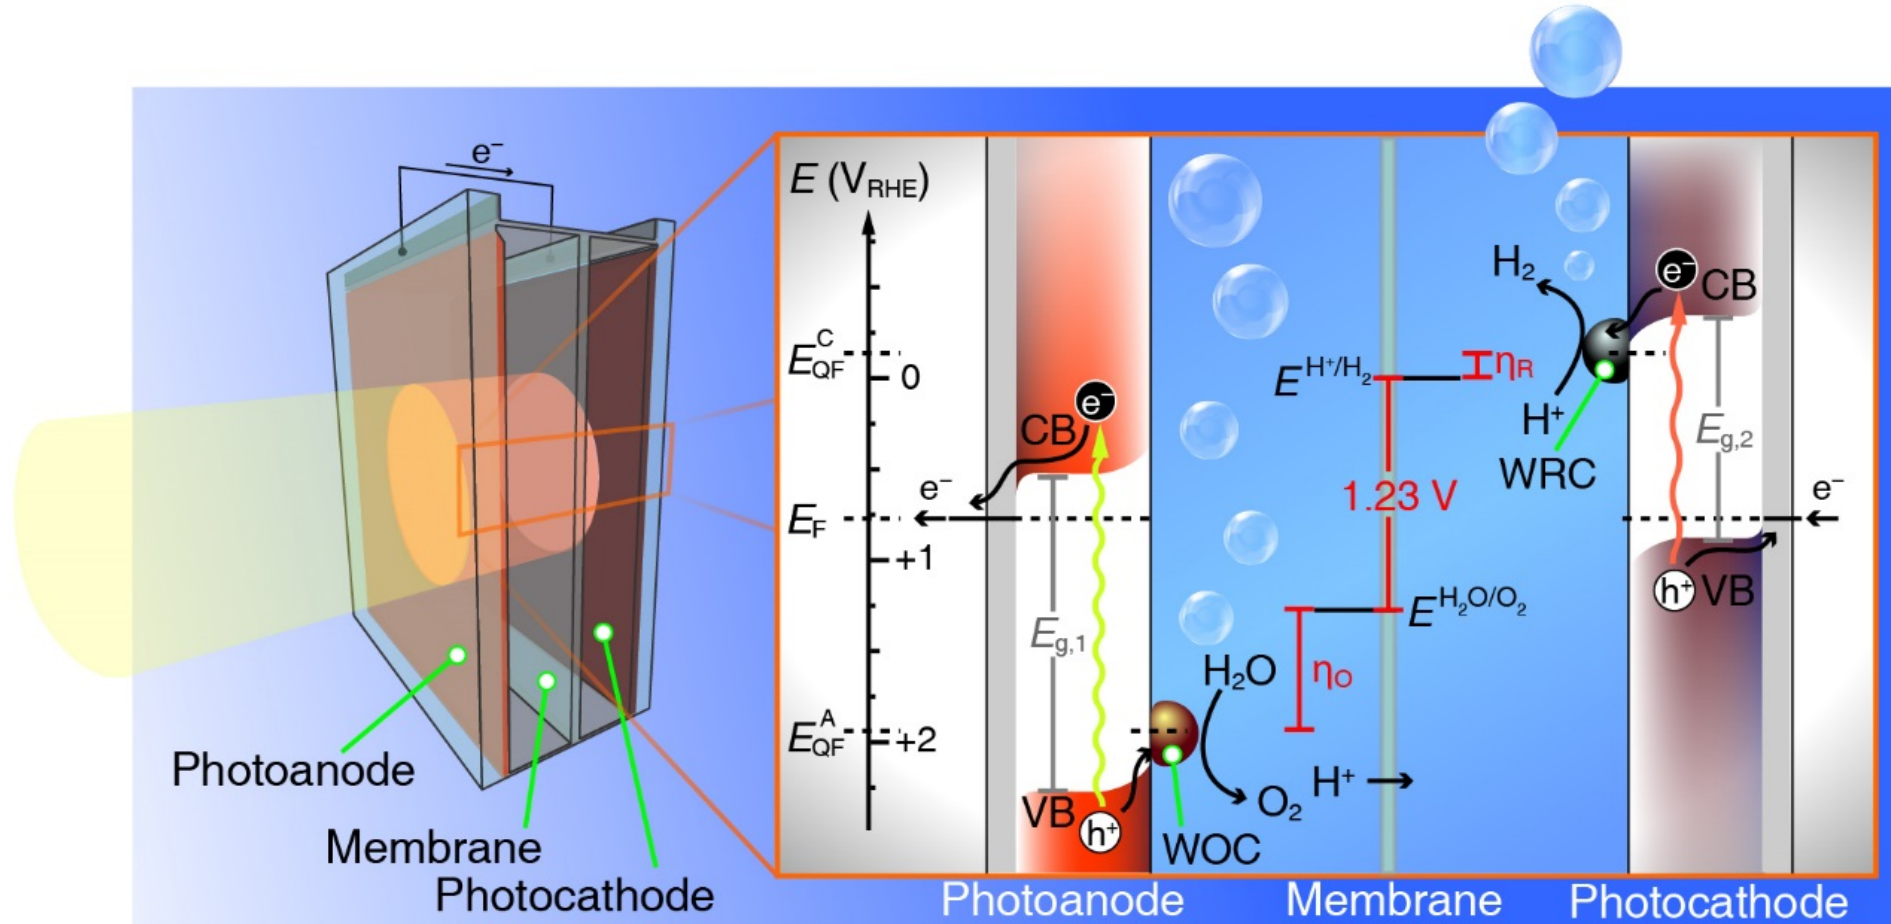 e⁻
Photoanode
Membrane
Photocathode
E (V_RHE)
E_QF^C
0
E_F
+1
E_QF^A
+2
e⁻
CB
e⁻
E_g,1
VB
h⁺
WOC
H₂O
O₂
H⁺
E^H⁺/H₂
η_R
1.23 V
E^H₂O/O₂
η_O
H₂
H⁺
WRC
e⁻
CB
E_g,2
e⁻
h⁺
VB
Photoanode
Membrane
Photocathode